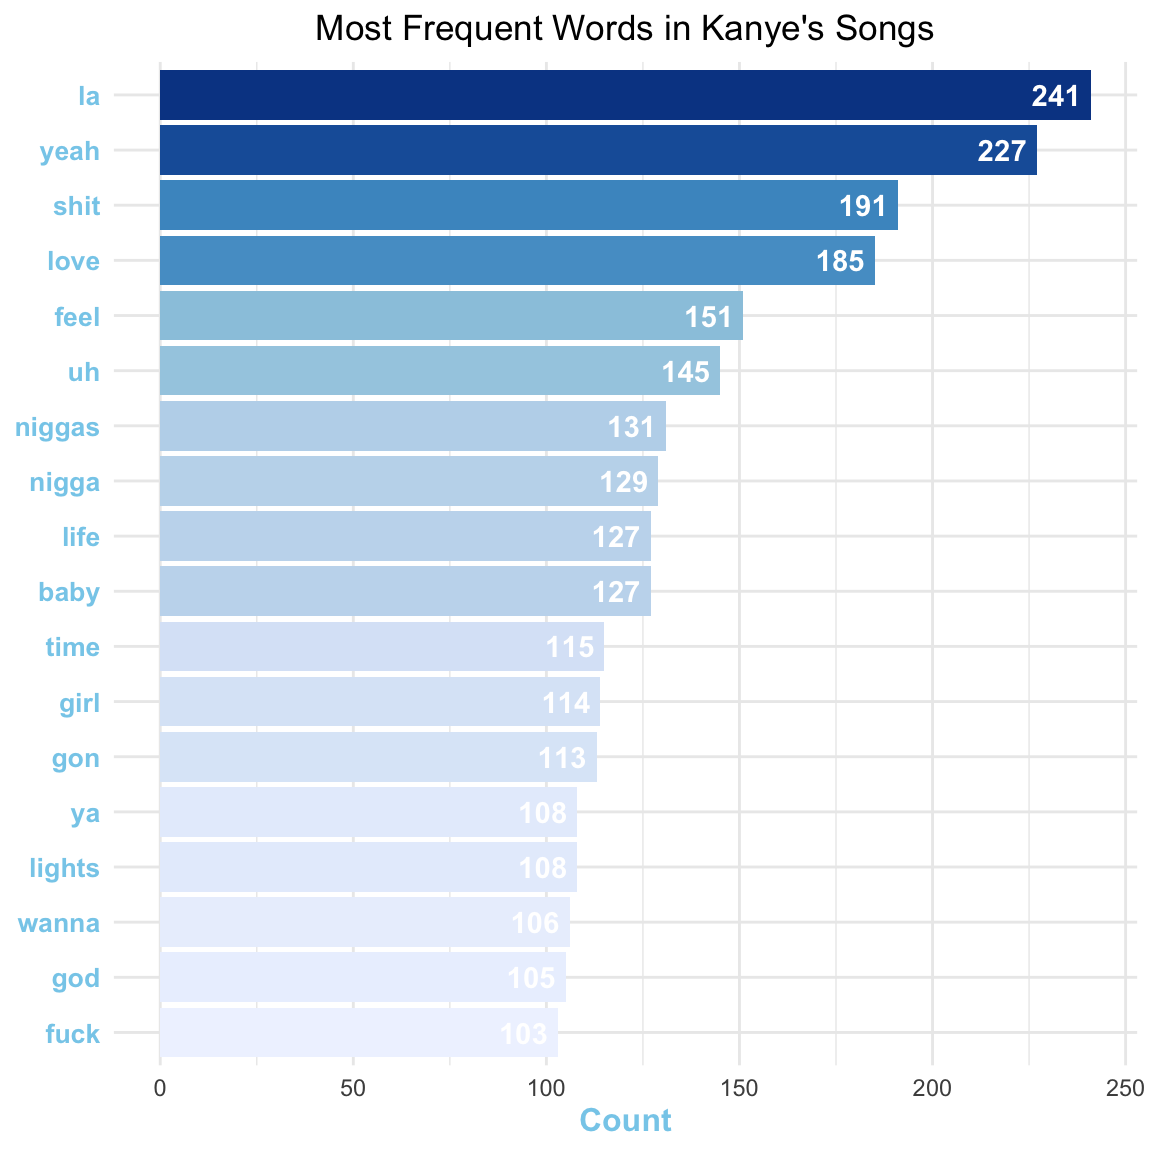 Most Frequent Words in Kanye's Songs
la 241
yeah 227
shit 191
love 185
feel 151
uh 145
niggas 131
nigga 129
life 127
baby 127
time 115
girl 114
gon 113
ya 108
lights 108
wanna 106
god 105
fuck 103
0 50 100 150 200 250
Count